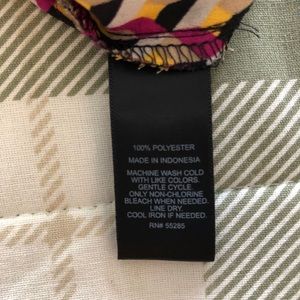 100% POLYESTER
MADE IN INDONESIA
MACHINE WASH COLD
WITH LIKE COLORS.
GENTLE CYCLE.
ONLY NON-CHLORINE
BLEACH WHEN NEEDED.
LINE DRY.
COOL IRON IF NEEDED.
RN# 55285